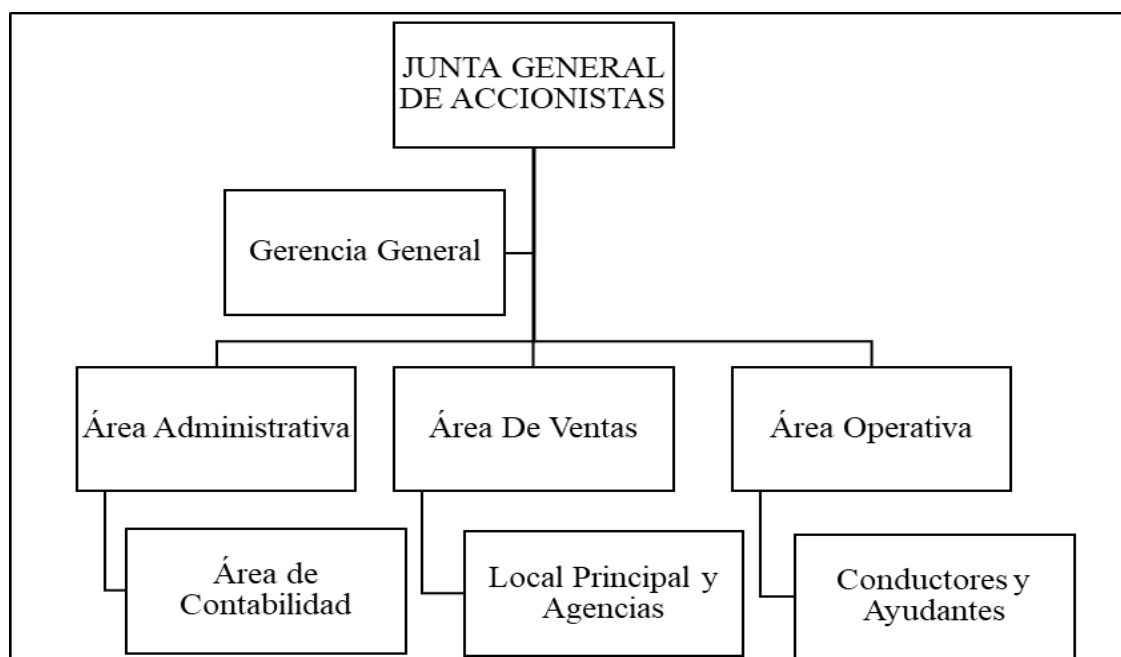 JUNTA GENERAL
DE ACCIONISTAS
Gerencia General
Área Administrativa
Área De Ventas
Área Operativa
Área de
Contabilidad
Local Principal y
Agencias
Conductores y
Ayudantes